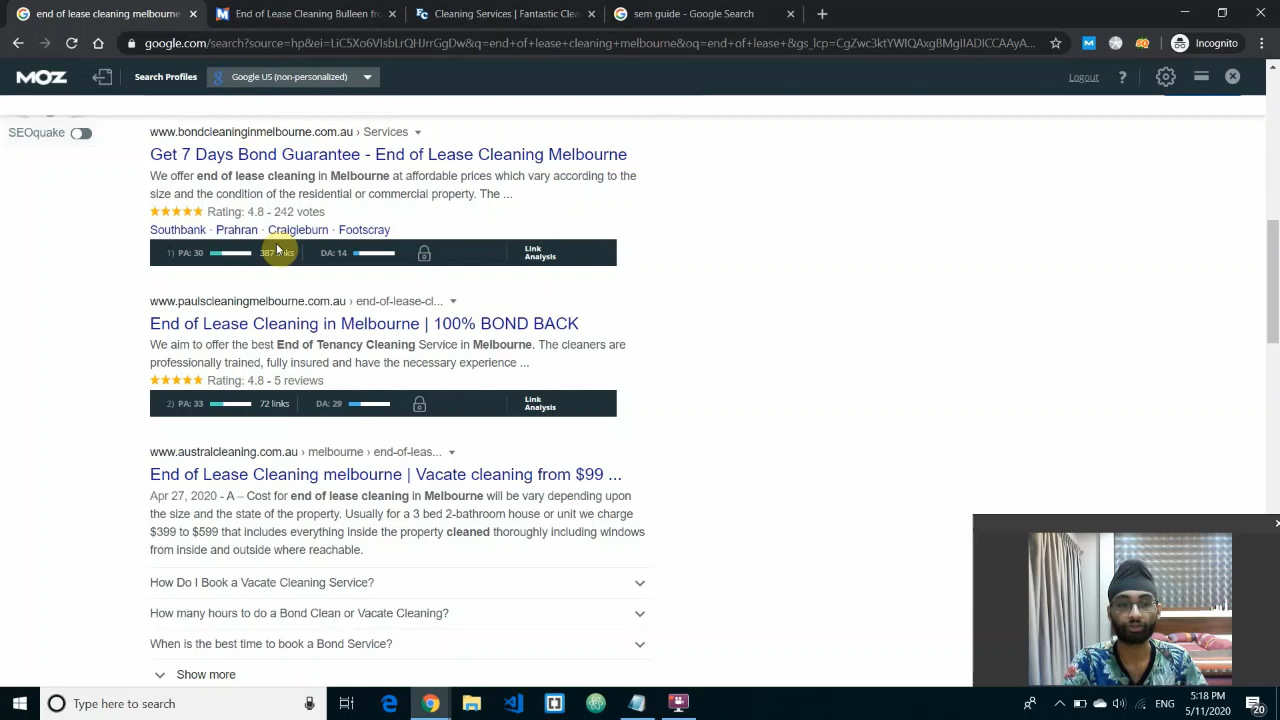 end of lease cleaning melbourne
End of Lease Cleaning Bulleen fr
Cleaning Services | Fantastic Clea
sem guide - Google Search
google.com/search?source=hp&ei=LiC5Xo6VIsbLrQHJrrGgDw&q=end+of+lease+cleaning+melbourne&oq=end+of+lease+&gs_lcp=CgZwc3ktYWIQAxgBMgIIADICCAAyA...
Incognito
MOZ
Search Profiles
Google US (non-personalized)
Logout
SEOquake
www.bondcleaninginmelbourne.com.au › Services
Get 7 Days Bond Guarantee - End of Lease Cleaning Melbourne
We offer end of lease cleaning in Melbourne at affordable prices which vary according to the
size and the condition of the residential or commercial property. The ...
Rating: 4.8 - 242 votes
Southbank · Prahran · Craigieburn · Footscray
1) PA: 30 387 links DA: 14 Link
Analysis
www.paulscleaningmelbourne.com.au › end-of-lease-cl...
End of Lease Cleaning in Melbourne | 100% BOND BACK
We aim to offer the best End of Tenancy Cleaning Service in Melbourne. The cleaners are
professionally trained, fully insured and have the necessary experience ...
Rating: 4.8 - 5 reviews
2) PA: 33 72 links DA: 29 Link
Analysis
www.australcleaning.com.au › melbourne › end-of-leas...
End of Lease Cleaning melbourne | Vacate cleaning from $99 ...
Apr 27, 2020 - A – Cost for end of lease cleaning in Melbourne will be vary depending upon
the size and the state of the property. Usually for a 3 bed 2-bathroom house or unit we charge
$399 to $599 that includes everything inside the property cleaned thoroughly including windows
from inside and outside where reachable.
How Do I Book a Vacate Cleaning Service?
How many hours to do a Bond Clean or Vacate Cleaning?
When is the best time to book a Bond Service?
Show more
Type here to search
ENG
5:18 PM
5/11/2020
20